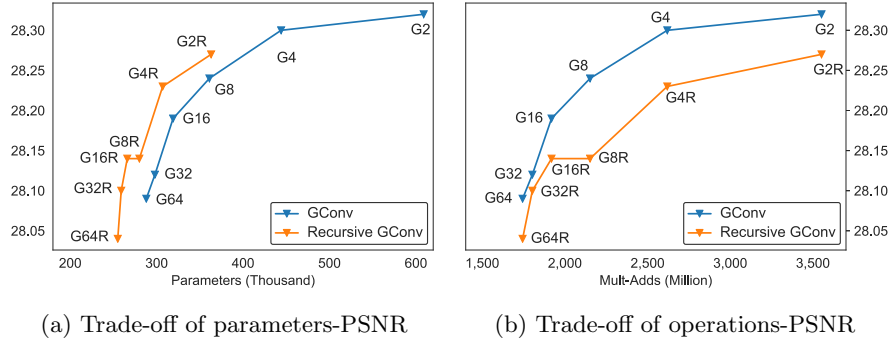 28.30
28.25
28.20
28.15
28.10
28.05
G2R
G2
G4R
G4
G8
G16
G8R
G16R
G32
G32R
G64
G64R
GConv
Recursive GConv
200
300
400
500
600
Parameters (Thousand)
(a) Trade-off of parameters-PSNR
G4
G2
G8
G2R
G4R
G16
G8R
G16R
G32
G32R
G64
G64R
GConv
Recursive GConv
28.30
28.25
28.20
28.15
28.10
28.05
1,500
2,000
2,500
3,000
3,500
Mult-Adds (Million)
(b) Trade-off of operations-PSNR